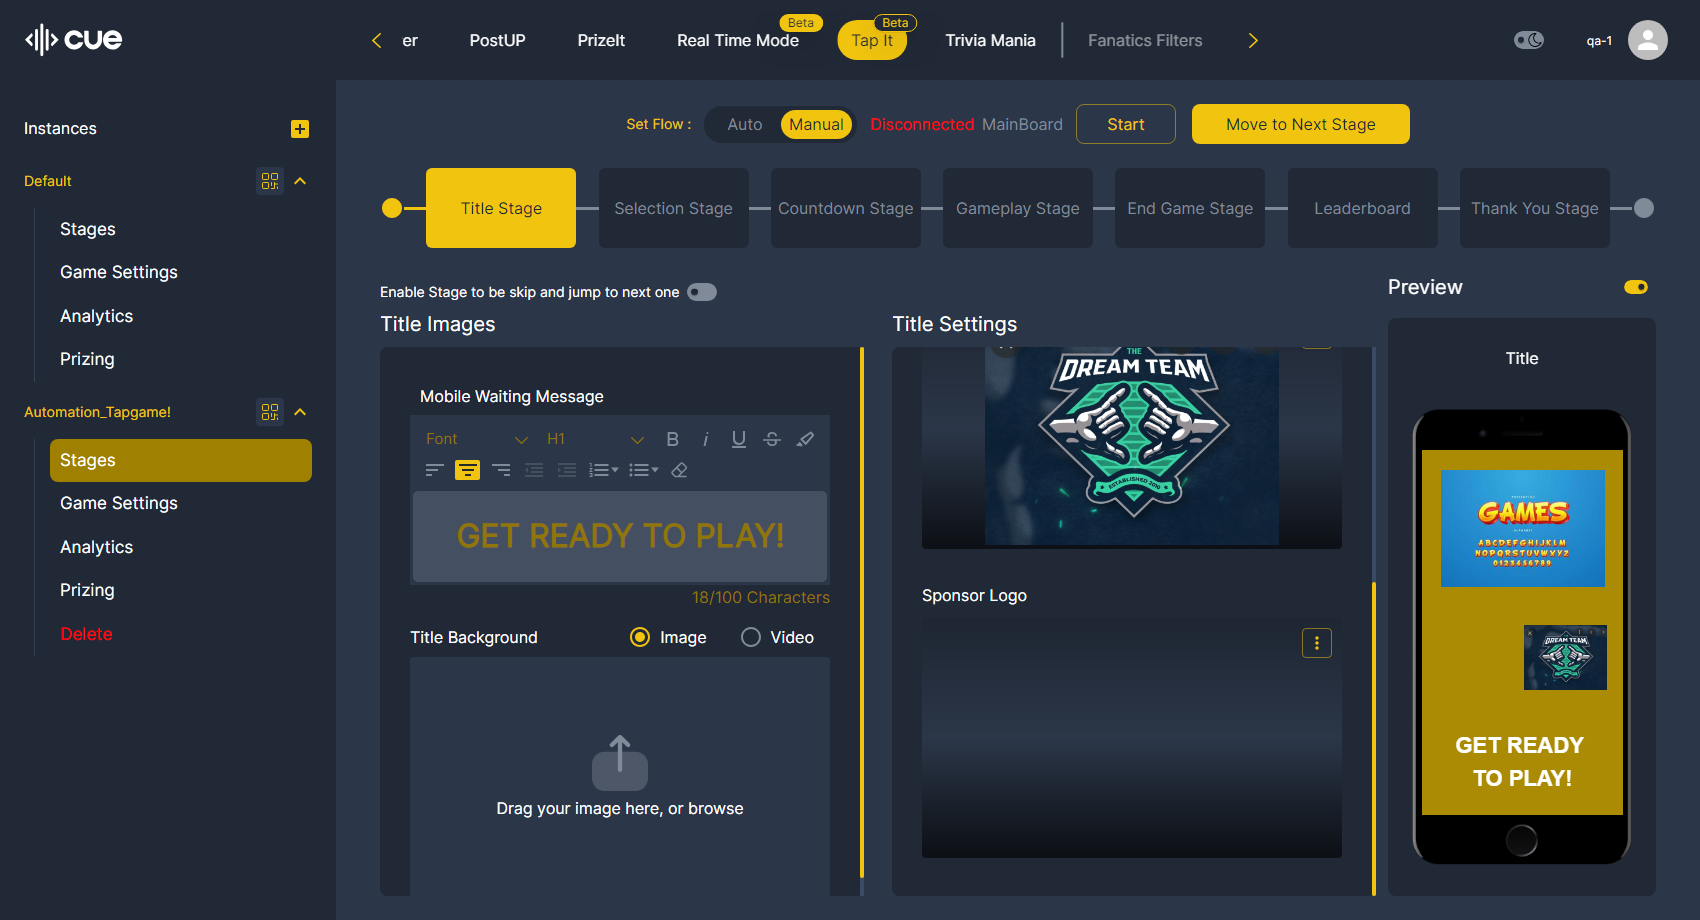 cue
er
PostUP
PrizeIt
Real Time Mode
Beta
Tap It
Beta
Trivia Mania
Fanatics Filters
qa-1
Instances
Default
Stages
Game Settings
Analytics
Prizing
Automation_Tapgame!
Stages
Game Settings
Analytics
Prizing
Delete
Set Flow :
Auto
Manual
Disconnected MainBoard
Start
Move to Next Stage
Title Stage
Selection Stage
Countdown Stage
Gameplay Stage
End Game Stage
Leaderboard
Thank You Stage
Enable Stage to be skip and jump to next one
Title Images
Mobile Waiting Message
Font
H1
B
i
U
S
GET READY TO PLAY!
18/100 Characters
Title Background
Image
Video
Drag your image here, or browse
Title Settings
THE
DREAM TEAM
ESTABLISHED 2010
Sponsor Logo
Preview
Title
GAMES
ALPHABET
ABCDEFGHIJKLM
NOPQRSTUVWXYZ
0123456789
DREAM TEAM
GET READY
TO PLAY!